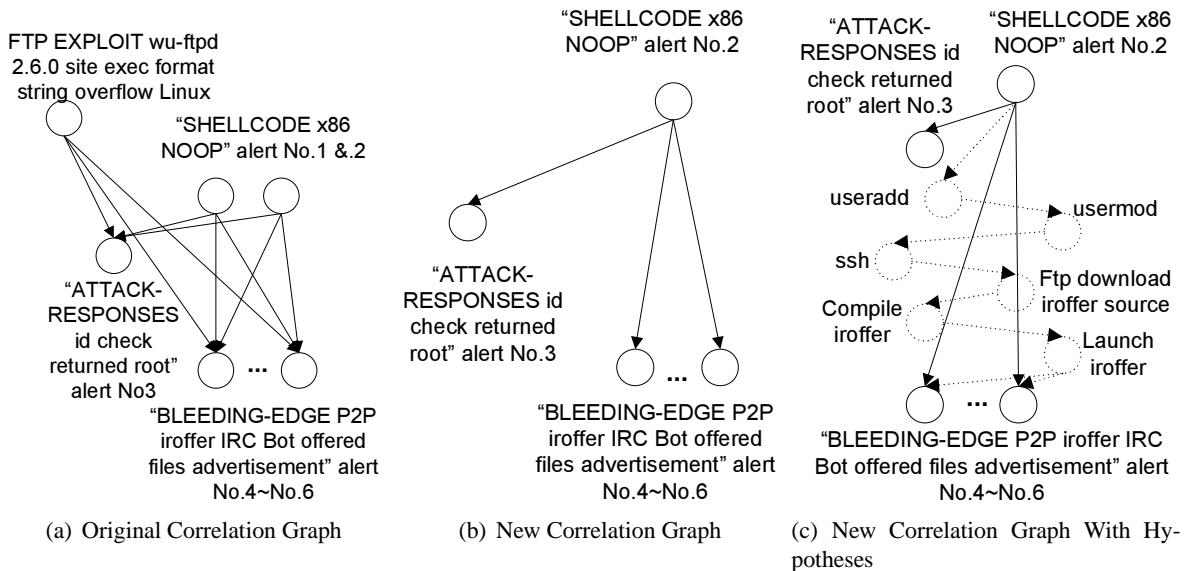 FTP EXPLOIT wu-ftpd
2.6.0 site exec format
string overflow Linux
“SHELLCODE x86
NOOP” alert No.1 &.2
“ATTACK-
RESPONSES
id check
returned root”
alert No3
...
“BLEEDING-EDGE P2P
iroffer IRC Bot offered
files advertisement” alert
No.4~No.6
(a) Original Correlation Graph
“SHELLCODE x86
NOOP” alert No.2
“ATTACK-
RESPONSES id
check returned
root” alert No.3
...
“BLEEDING-EDGE P2P
iroffer IRC Bot offered
files advertisement” alert
No.4~No.6
(b) New Correlation Graph
“ATTACK-
RESPONSES id
check returned
root” alert No.3
“SHELLCODE x86
NOOP” alert No.2
useradd
usermod
ssh
Ftp download
iroffer source
Compile
iroffer
Launch
iroffer
...
“BLEEDING-EDGE P2P iroffer IRC
Bot offered files advertisement” alert
No.4~No.6
(c) New Correlation Graph With Hy-
potheses